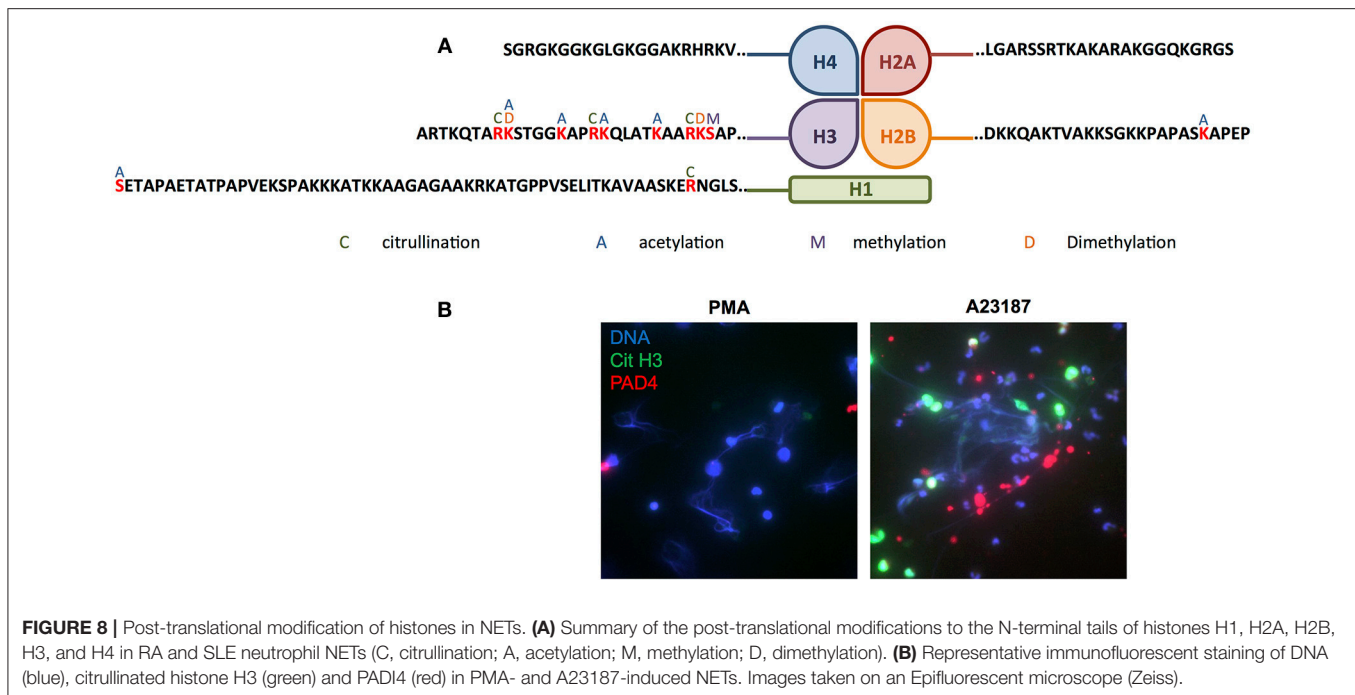 A
SGRGKGGKGLGKGGAKRHRKV..
H4
H2A
..LGARSSRTKAKARAKGGQKGRGS
A
C D A C A A C D M A
ARTKQTARKSTGGKAPRKQLATKAARKSAP..
H3
H2B
..DKKQAKTVAKKSGKKPAPASKAPEP
A C
SETAPAETATPAPVEKSPAKKKATKKAAGAGAAKRKATGPPVSELITKAVAASKERNGLS..
H1
C citrullination A acetylation M methylation D Dimethylation
B
PMA
A23187
DNA
Cit H3
PAD4
FIGURE 8 | Post-translational modification of histones in NETs. (A) Summary of the post-translational modifications to the N-terminal tails of histones H1, H2A, H2B,
H3, and H4 in RA and SLE neutrophil NETs (C, citrullination; A, acetylation; M, methylation; D, dimethylation). (B) Representative immunofluorescent staining of DNA
(blue), citrullinated histone H3 (green) and PADI4 (red) in PMA- and A23187-induced NETs. Images taken on an Epifluorescent microscope (Zeiss).